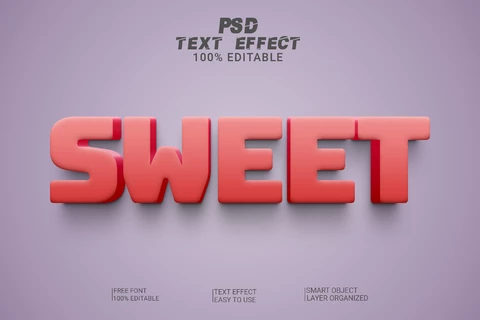 PSD
TEXT EFFECT
100% EDITABLE
SWEET
FREE FONT
100% EDITABLE
TEXT EFFECT
EASY TO USE
SMART OBJECT
LAYER ORGANIZED